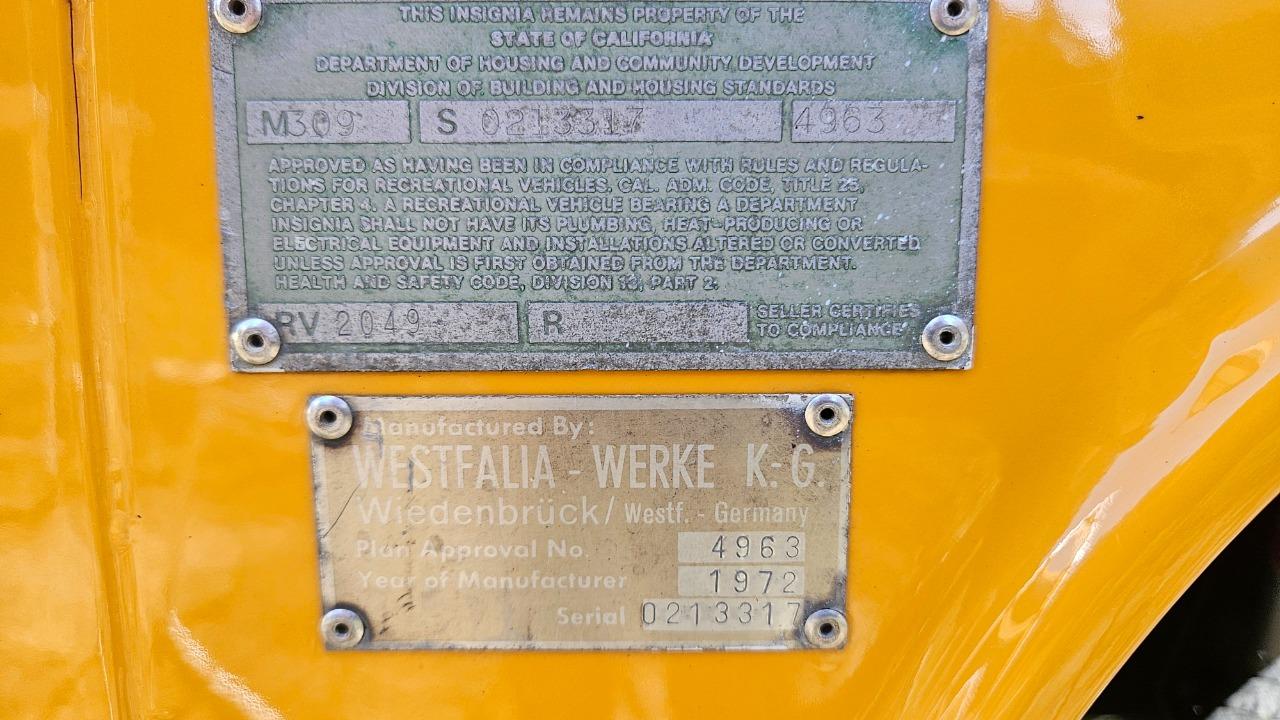 THIS INSIGNIA REMAINS PROPERTY OF THE
STATE OF CALIFORNIA
DEPARTMENT OF HOUSING AND COMMUNITY DEVELOPMENT
DIVISION OF BUILDING AND HOUSING STANDARDS
M309 S 0213317 4963
APPROVED AS HAVING BEEN IN COMPLIANCE WITH RULES AND REGULA-
TIONS FOR RECREATIONAL VEHICLES. CAL. ADM. CODE, TITLE 25,
CHAPTER 4. A RECREATIONAL VEHICLE BEARING A DEPARTMENT
INSIGNIA SHALL NOT HAVE ITS PLUMBING, HEAT-PRODUCING OR
ELECTRICAL EQUIPMENT AND INSTALLATIONS ALTERED OR CONVERTED
UNLESS APPROVAL IS FIRST OBTAINED FROM THE DEPARTMENT.
HEALTH AND SAFETY CODE, DIVISION 13, PART 2.
RV 2049 R SELLER CERTIFIES
TO COMPLIANCE
Manufactured By:
WESTFALIA - WERKE K.-G.
Wiedenbrück/ Westf. - Germany
Plan Approval No. 4963
Year of Manufacturer 1972
Serial 0213317